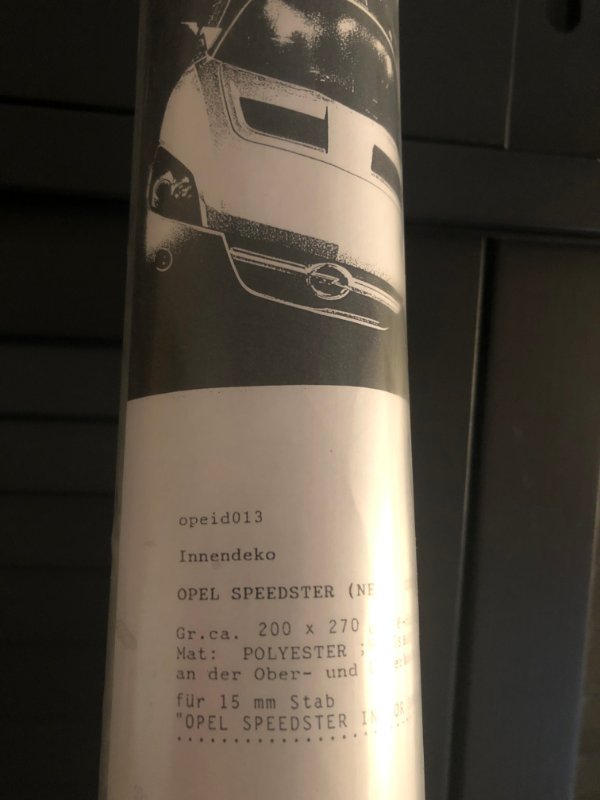 opeid013
Innendeko
OPEL SPEEDSTER (NE
Gr.ca. 200 x 270
Mat: POLYESTER ;
an der Ober- und
für 15 mm Stab
"OPEL SPEEDSTER IN